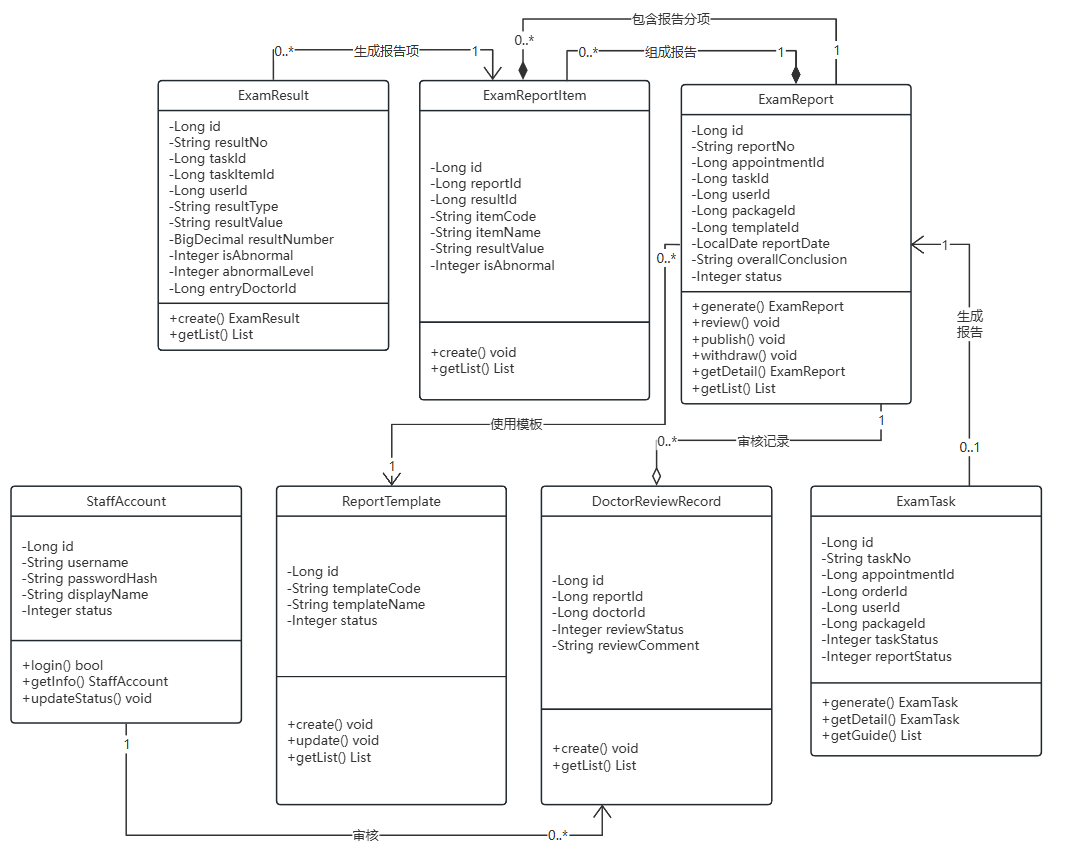 包含报告分项
0..*
1
0..*
生成报告项
1
0..*
组成报告
1
ExamResult
-Long id
-String resultNo
-Long taskId
-Long taskItemId
-Long userId
-String resultType
-String resultValue
-BigDecimal resultNumber
-Integer isAbnormal
-Integer abnormalLevel
-Long entryDoctorId
+create() ExamResult
+getList() List
ExamReportItem
-Long id
-Long reportId
-Long resultId
-String itemCode
-String itemName
-String resultValue
-Integer isAbnormal
+create() void
+getList() List
ExamReport
-Long id
-String reportNo
-Long appointmentId
-Long taskId
-Long userId
-Long packageId
-Long templateId
-LocalDate reportDate
-String overallConclusion
-Integer status
+generate() ExamReport
+review() void
+publish() void
+withdraw() void
+getDetail() ExamReport
+getList() List
0..*
使用模板
1
1
生成
报告
0..1
1
审核记录
0..*
StaffAccount
-Long id
-String username
-String passwordHash
-String displayName
-Integer status
+login() bool
+getInfo() StaffAccount
+updateStatus() void
ReportTemplate
-Long id
-String templateCode
-String templateName
-Integer status
+create() void
+update() void
+getList() List
DoctorReviewRecord
-Long id
-Long reportId
-Long doctorId
-Integer reviewStatus
-String reviewComment
+create() void
+getList() List
ExamTask
-Long id
-String taskNo
-Long appointmentId
-Long orderId
-Long userId
-Long packageId
-Integer taskStatus
-Integer reportStatus
+generate() ExamTask
+getDetail() ExamTask
+getGuide() List
1
审核
0..*